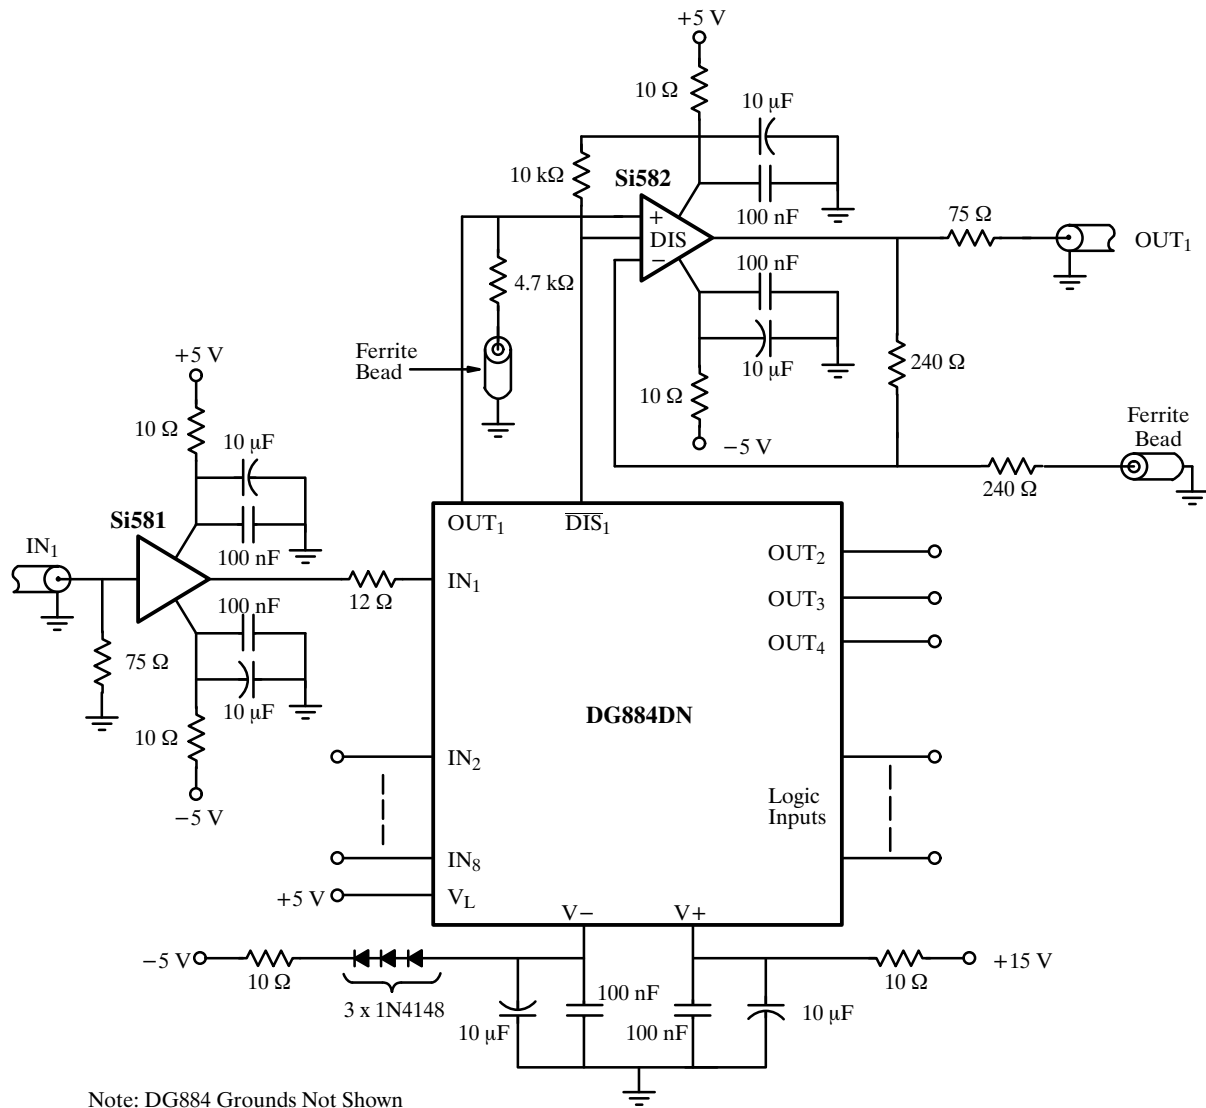 +5 V
10 Ω
10 μF
10 kΩ
Si582
100 nF
+
DIS
−
75 Ω
OUT1
100 nF
4.7 kΩ
Ferrite
Bead
10 μF
240 Ω
10 Ω
−5 V
Ferrite
Bead
240 Ω
+5 V
10 Ω
10 μF
Si581
100 nF
IN1
100 nF
12 Ω
75 Ω
10 μF
10 Ω
−5 V
OUT1
DIS1
IN1
OUT2
OUT3
OUT4
DG884DN
IN2
Logic
Inputs
IN8
+5 V
VL
V−
V+
−5 V
10 Ω
3 x 1N4148
10 μF
100 nF
100 nF
10 μF
10 Ω
+15 V
Note: DG884 Grounds Not Shown